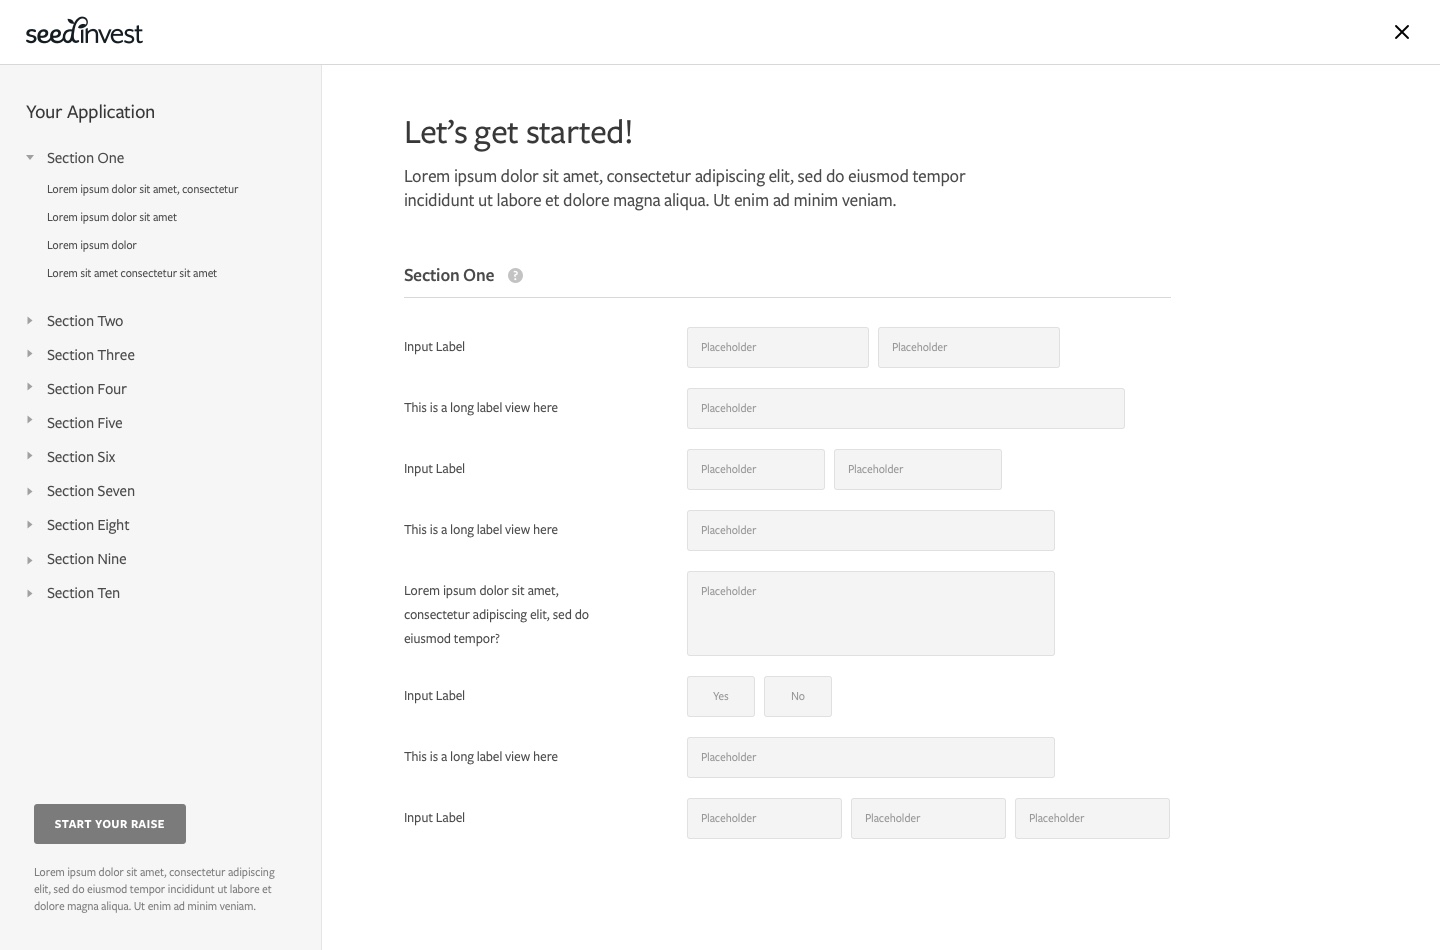 seedinvest
Your Application
Section One
Lorem ipsum dolor sit amet, consectetur
Lorem ipsum dolor sit amet
Lorem ipsum dolor
Lorem sit amet consectetur sit amet
Section Two
Section Three
Section Four
Section Five
Section Six
Section Seven
Section Eight
Section Nine
Section Ten
START YOUR RAISE
Lorem ipsum dolor sit amet, consectetur adipiscing
elit, sed do eiusmod tempor incididunt ut labore et
dolore magna aliqua. Ut enim ad minim veniam.
Let's get started!
Lorem ipsum dolor sit amet, consectetur adipiscing elit, sed do eiusmod tempor
incididunt ut labore et dolore magna aliqua. Ut enim ad minim veniam.
Section One ?
Input Label Placeholder Placeholder
This is a long label view here Placeholder
Input Label Placeholder Placeholder
This is a long label view here Placeholder
Lorem ipsum dolor sit amet, Placeholder
consectetur adipiscing elit, sed do
eiusmod tempor?
Input Label Yes No
This is a long label view here Placeholder
Input Label Placeholder Placeholder Placeholder